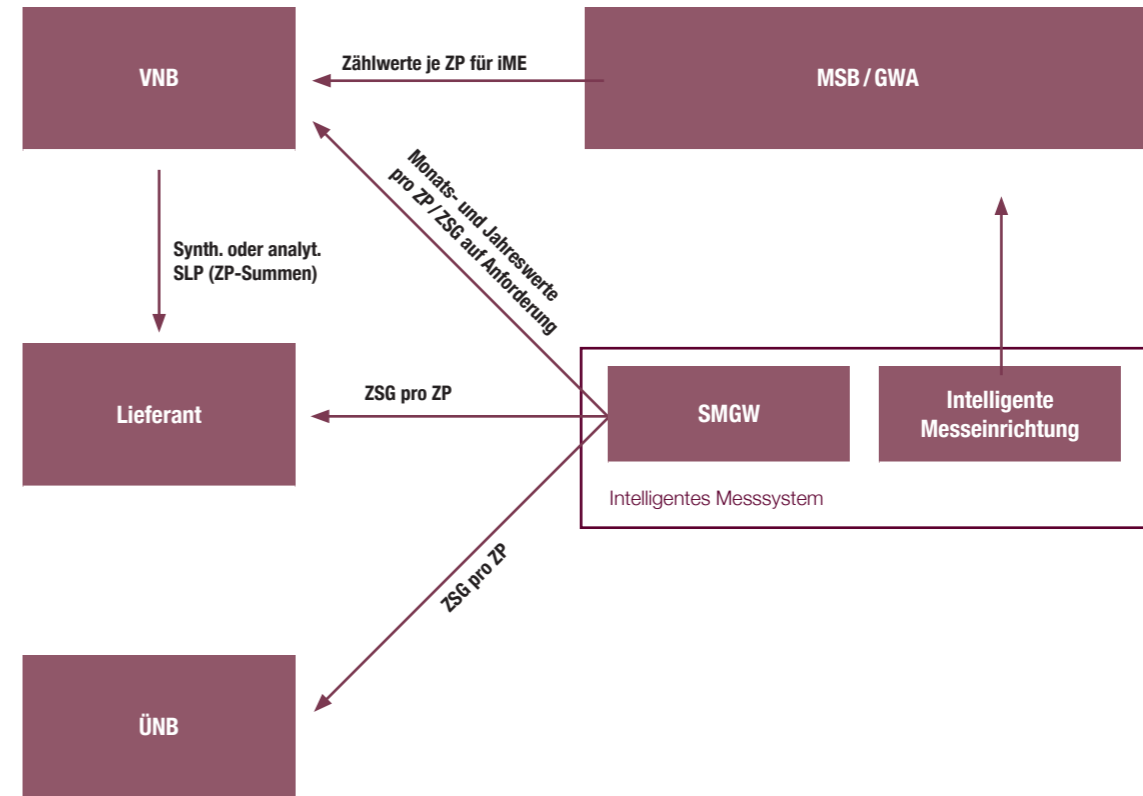 VNB
Zählwerte je ZP für iME
MSB / GWA
Monats- und Jahreswerte
pro ZP / ZSG auf Anforderung
Synth. oder analyt.
SLP (ZP-Summen)
Lieferant
ZSG pro ZP
SMGW
Intelligente
Messeinrichtung
Intelligentes Messsystem
ZSG pro ZP
ÜNB